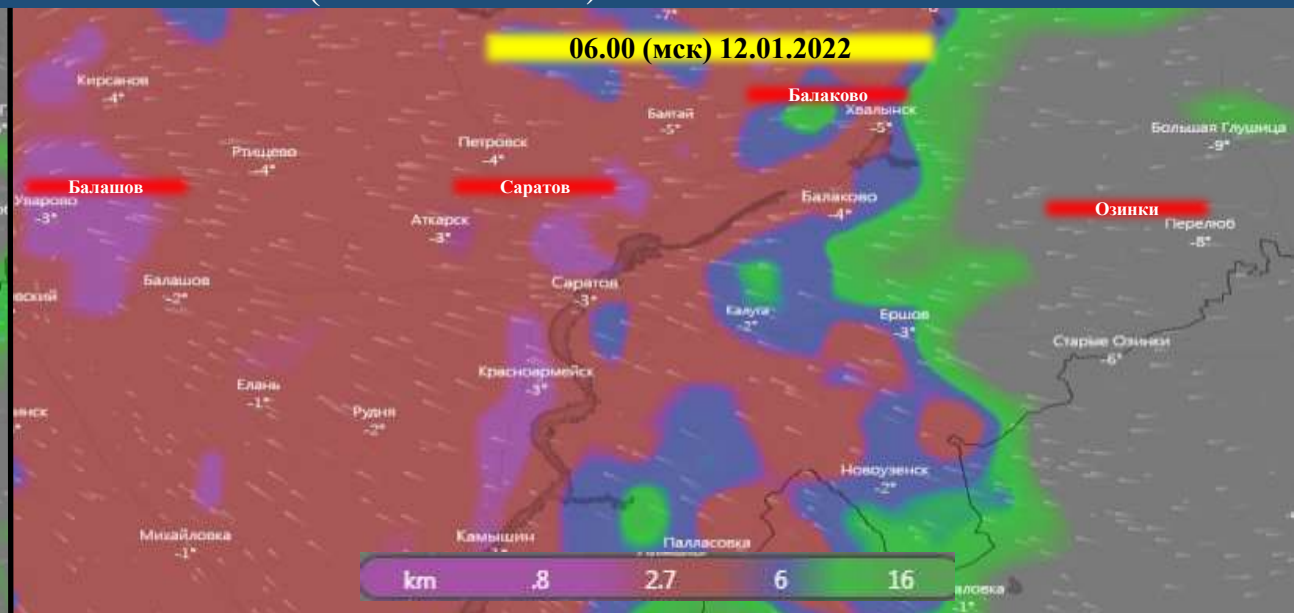 -7°
06.00 (мск) 12.01.2022
Кирсанов
-4°
Балаково
Балтай
-5°
Хвалынск
-5°
Большая Глушица
-9°
Петровск
-4°
Ртищево
-4°
Балашов
Саратов
Уварово
-3°
Балаково
-4°
Озинки
Перелюб
-8°
Аткарск
-3°
Балашов
-2°
Саратов
-3°
Калуга
-2°
Ершов
-3°
Старые Озинки
-6°
Красноармейск
-3°
Елань
-1°
Рудня
-2°
Новоузенск
-2°
Михайловка
-1°
Камышин
Палласовка
km .8 2.7 6 16
-1°